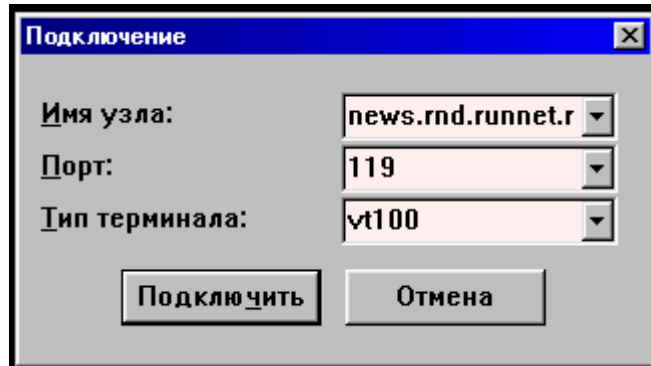 Подключение
Имя узла: news.rnd.runnet.r
Порт: 119
Тип терминала: vt100
Подключить Отмена